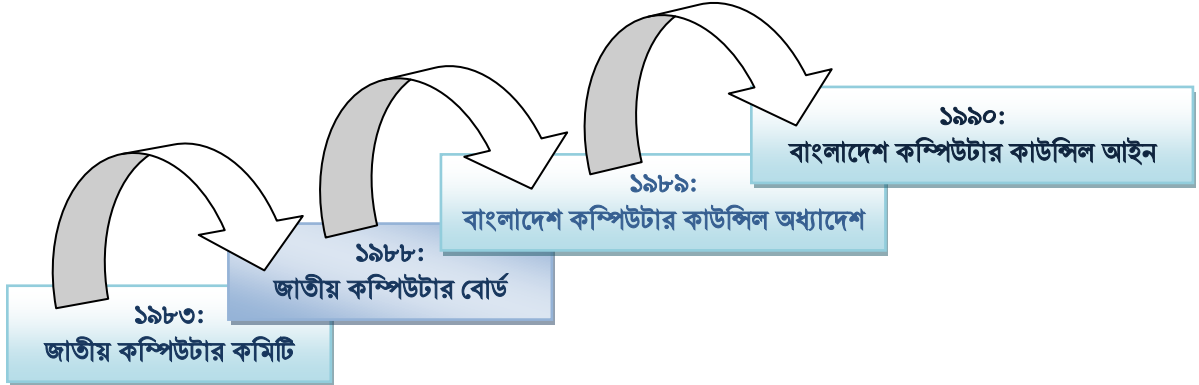 ১৯৯০:
বাংলাদেশ কম্পিউটার কাউন্সিল আইন
১৯৮৯:
বাংলাদেশ কম্পিউটার কাউন্সিল অধ্যাদেশ
১৯৮৮:
জাতীয় কম্পিউটার বোর্ড
১৯৮৩:
জাতীয় কম্পিউটার কমিটি